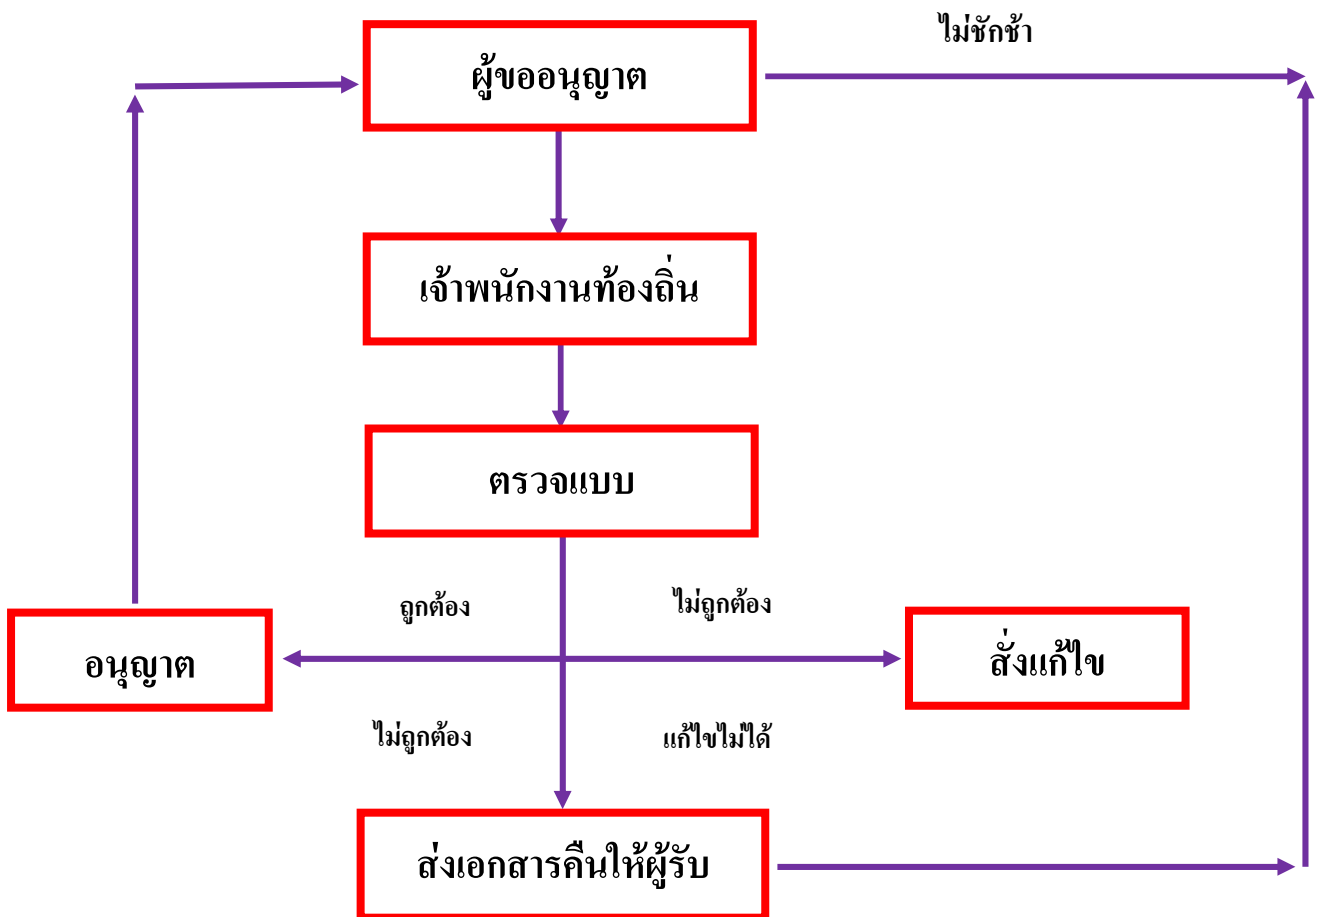 ไม่ชักช้า
ผู้ขออนุญาต
เจ้าพนักงานท้องถิ่น
ตรวจแบบ
ถูกต้อง
ไม่ถูกต้อง
อนุญาต
สั่งแก้ไข
ไม่ถูกต้อง
แก้ไขไม่ได้
ส่งเอกสารคืนให้ผู้รับ